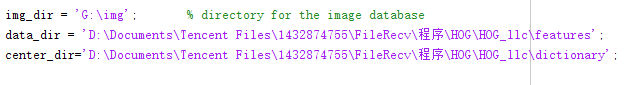 img_dir = 'G:\img';      % directory for the image database
data_dir = 'D:\Documents\Tencent Files\1432874755\FileRecv\程序\HOG\HOG_llc\features';
center_dir='D:\Documents\Tencent Files\1432874755\FileRecv\程序\HOG\HOG_llc\dictionary';